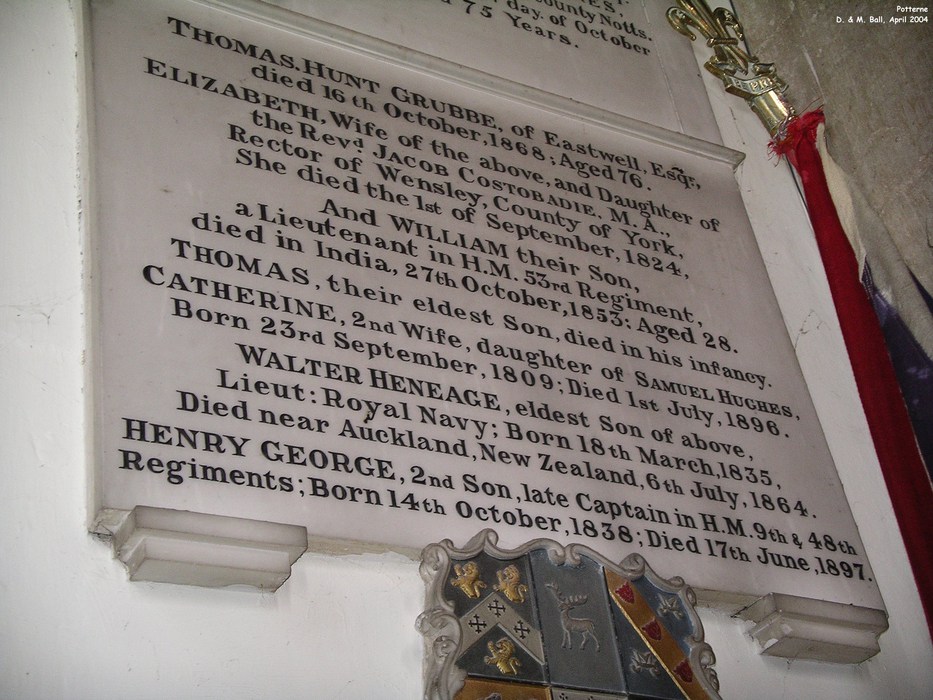 Potterne
D. & M. Ball, April 2004
County Notts.
day. of October
75 Years.
THOMAS. HUNT GRUBBE, of Eastwell, Esqr.,
died 16th October, 1868; Aged 76.
ELIZABETH, Wife of the above, and Daughter of
the Revd JACOB COSTOBADIE. M. A.,
Rector of Wensley, County of York,
She died the 1st of September, 1824,
And WILLIAM their Son,
a Lieutenant in H.M. 53rd Regiment,
died in India, 27th October, 1853: Aged 28.
THOMAS, their eldest Son, died in his infancy.
CATHERINE, 2nd Wife, daughter of SAMUEL HUGHES,
Born 23rd September, 1809; Died 1st July, 1896.
WALTER HENEAGE, eldest Son of above,
Lieut: Royal Navy; Born 18th March, 1835,
Died near Auckland, New Zealand, 6th July, 1864.
HENRY GEORGE, 2nd Son, late Captain in H.M. 9th & 48th
Regiments; Born 14th October, 1838; Died 17th June, 1897.